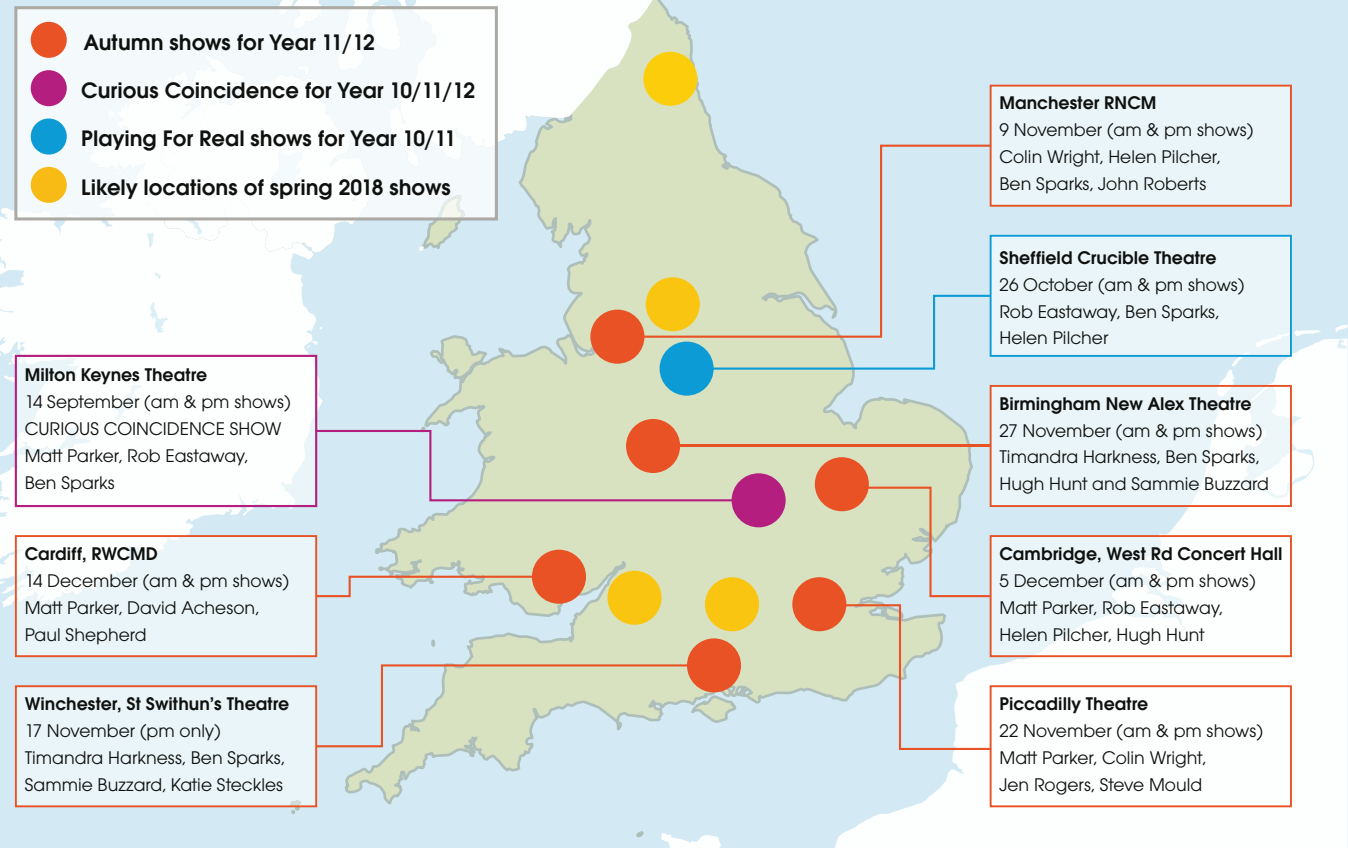 Autumn shows for Year 11/12
Curious Coincidence for Year 10/11/12
Playing For Real shows for Year 10/11
Likely locations of spring 2018 shows
Milton Keynes Theatre
14 September (am & pm shows)
CURIOUS COINCIDENCE SHOW
Matt Parker, Rob Eastaway,
Ben Sparks
Cardiff, RWCMD
14 December (am & pm shows)
Matt Parker, David Acheson,
Paul Shepherd
Winchester, St Swithun's Theatre
17 November (pm only)
Timandra Harkness, Ben Sparks,
Sammie Buzzard, Katie Steckles
Manchester RNCM
9 November (am & pm shows)
Colin Wright, Helen Pilcher,
Ben Sparks, John Roberts
Sheffield Crucible Theatre
26 October (am & pm shows)
Rob Eastaway, Ben Sparks,
Helen Pilcher
Birmingham New Alex Theatre
27 November (am & pm shows)
Timandra Harkness, Ben Sparks,
Hugh Hunt and Sammie Buzzard
Cambridge, West Rd Concert Hall
5 December (am & pm shows)
Matt Parker, Rob Eastaway,
Helen Pilcher, Hugh Hunt
Piccadilly Theatre
22 November (am & pm shows)
Matt Parker, Colin Wright,
Jen Rogers, Steve Mould